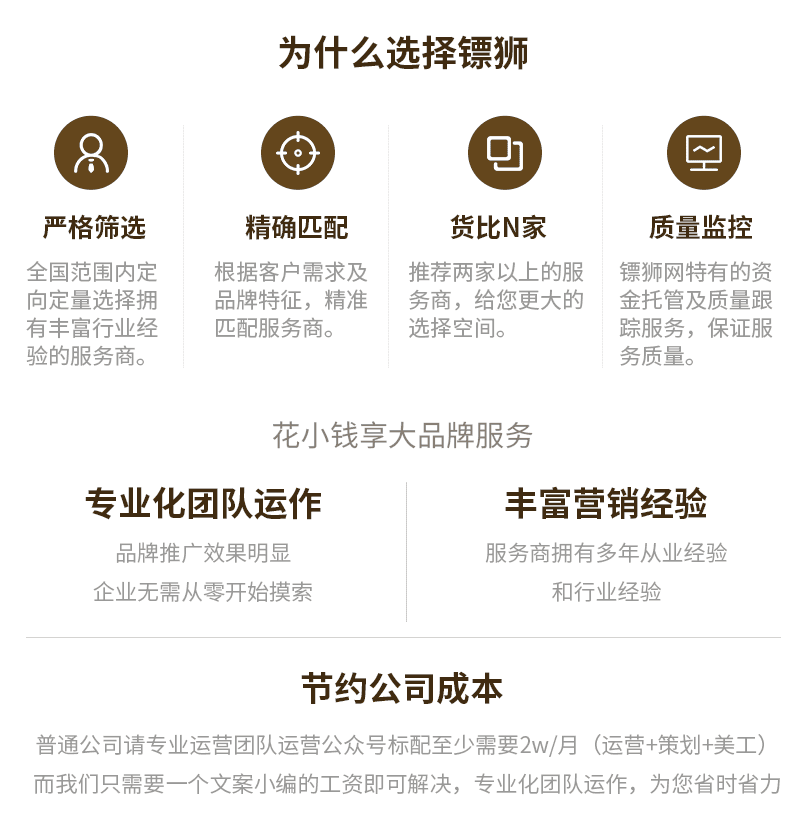 为什么选择镖狮
严格筛选
全国范围内定
向定量选择拥
有丰富行业经
验的服务商。
精确匹配
根据客户需求及
品牌特征，精准
匹配服务商。
货比N家
推荐两家以上的服
务商，给您更大的
选择空间。
质量监控
镖狮网特有的资
金托管及质量跟
踪服务，保证服
务质量。
花小钱享大品牌服务
专业化团队运作
品牌推广效果明显
企业无需从零开始摸索
丰富营销经验
服务商拥有多年从业经验
和行业经验
节约公司成本
普通公司请专业运营团队运营公众号标配至少需要2w/月（运营+策划+美工）
而我们只需要一个文案小编的工资即可解决，专业化团队运作，为您省时省力